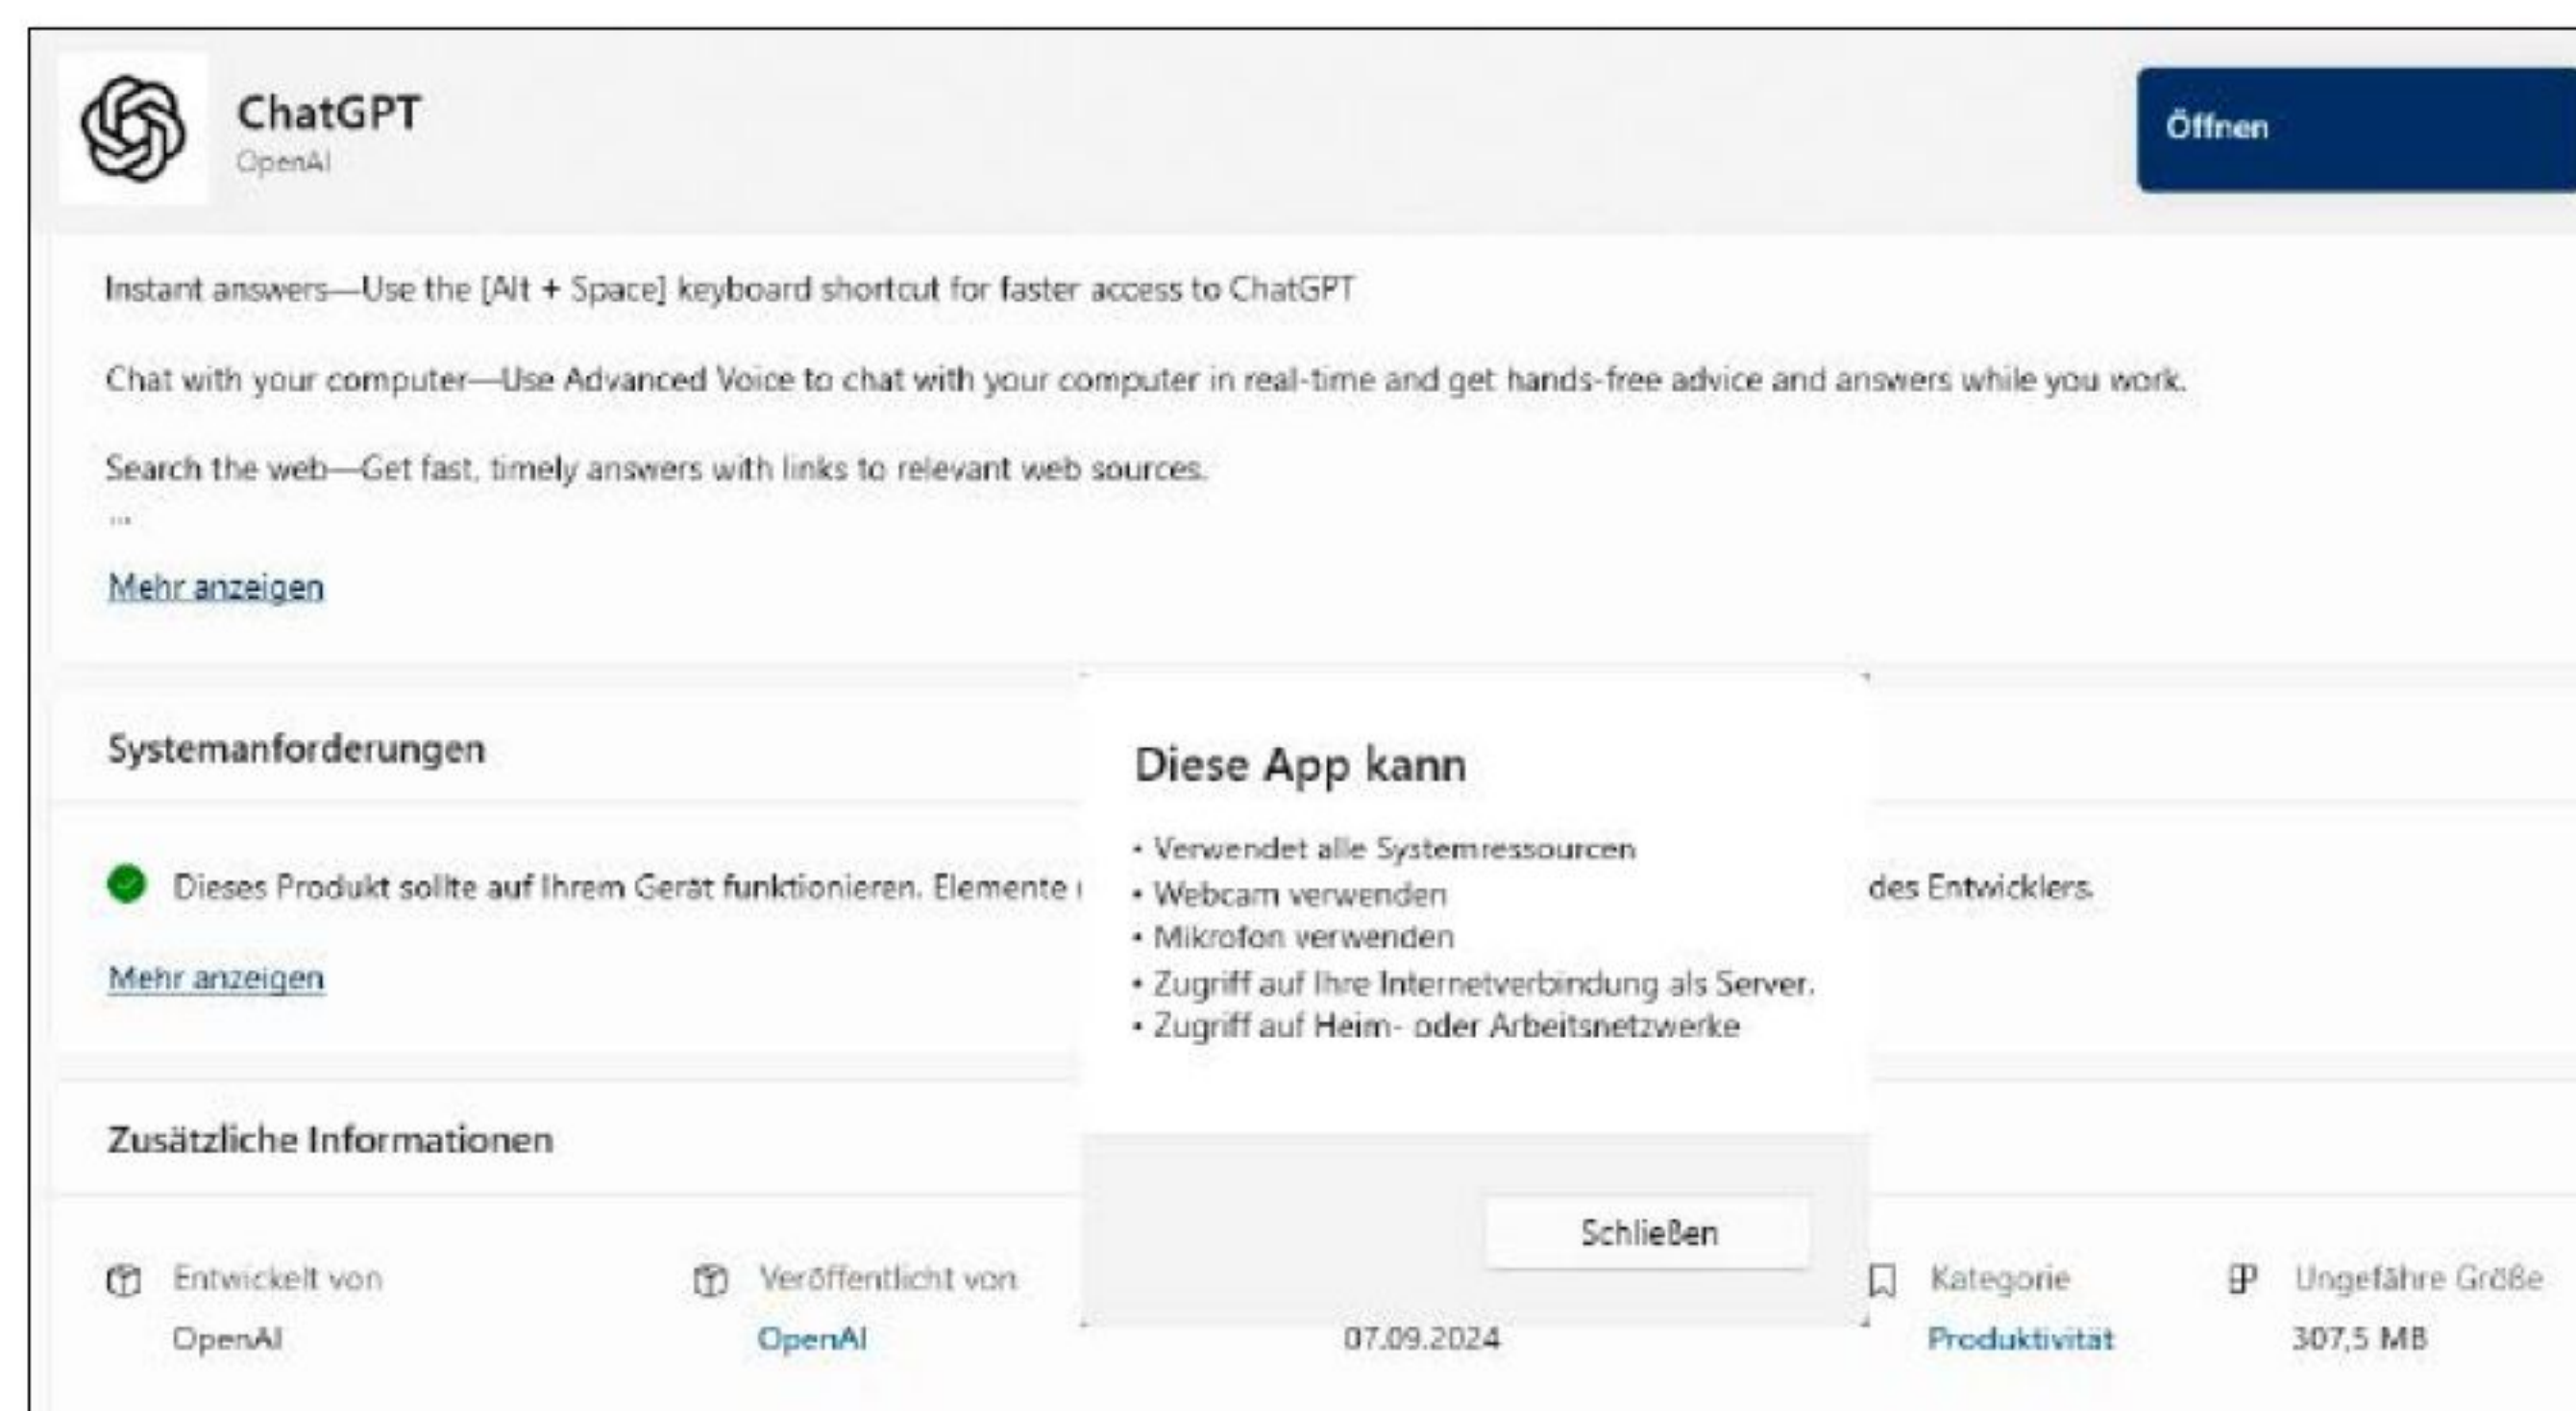 ChatGPT
OpenAI
Öffnen
Instant answers—Use the [Alt + Space] keyboard shortcut for faster access to ChatGPT
Chat with your computer—Use Advanced Voice to chat with your computer in real-time and get hands-free advice and answers while you work.
Search the web—Get fast, timely answers with links to relevant web sources.
...
Mehr anzeigen
Systemanforderungen
Dieses Produkt sollte auf Ihrem Gerät funktionieren. Elemente
des Entwicklers.
Mehr anzeigen
Diese App kann
• Verwendet alle Systemressourcen
• Webcam verwenden
• Mikrofon verwenden
• Zugriff auf Ihre Internetverbindung als Server.
• Zugriff auf Heim- oder Arbeitsnetzwerke
Schließen
Zusätzliche Informationen
Entwickelt von
OpenAI
Veröffentlicht von
OpenAI
07.09.2024
Kategorie
Produktivität
Ungefähre Größe
307,5 MB